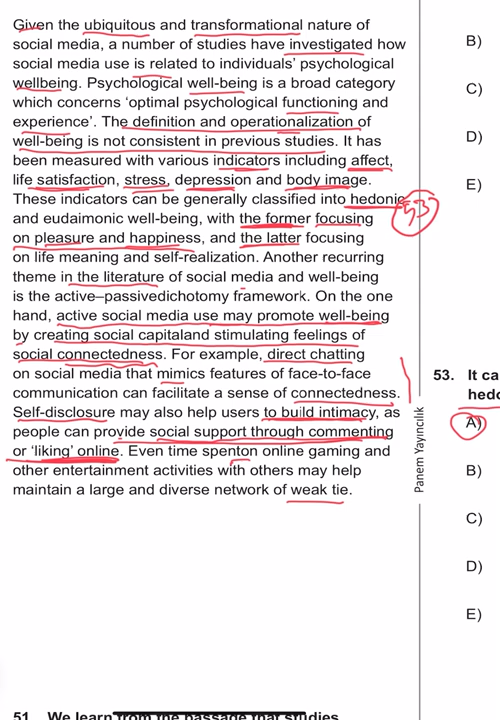 Given the ubiquitous and transformational nature of
social media, a number of studies have investigated how
social media use is related to individuals' psychological
wellbeing. Psychological well-being is a broad category
which concerns 'optimal psychological functioning and
experience'. The definition and operationalization of
well-being is not consistent in previous studies. It has
been measured with various indicators including affect,
life satisfaction, stress, depression and body image.
These indicators can be generally classified into hedonic
and eudaimonic well-being, with the former focusing
on pleasure and happiness, and the latter focusing
on life meaning and self-realization. Another recurring
theme in the literature of social media and well-being
is the active–passivedichotomy framework. On the one
hand, active social media use may promote well-being
by creating social capitaland stimulating feelings of
social connectedness. For example, direct chatting
on social media that mimics features of face-to-face
communication can facilitate a sense of connectedness.
Self-disclosure may also help users to build intimacy, as
people can provide social support through commenting
or 'liking' online. Even time spenton online gaming and
other entertainment activities with others may help
maintain a large and diverse network of weak tie.
53
51. We learn from the passage that studies
Panem Yayıncılık
B)
C)
D)
E)
53. It ca
hedo
A)
B)
C)
D)
E)